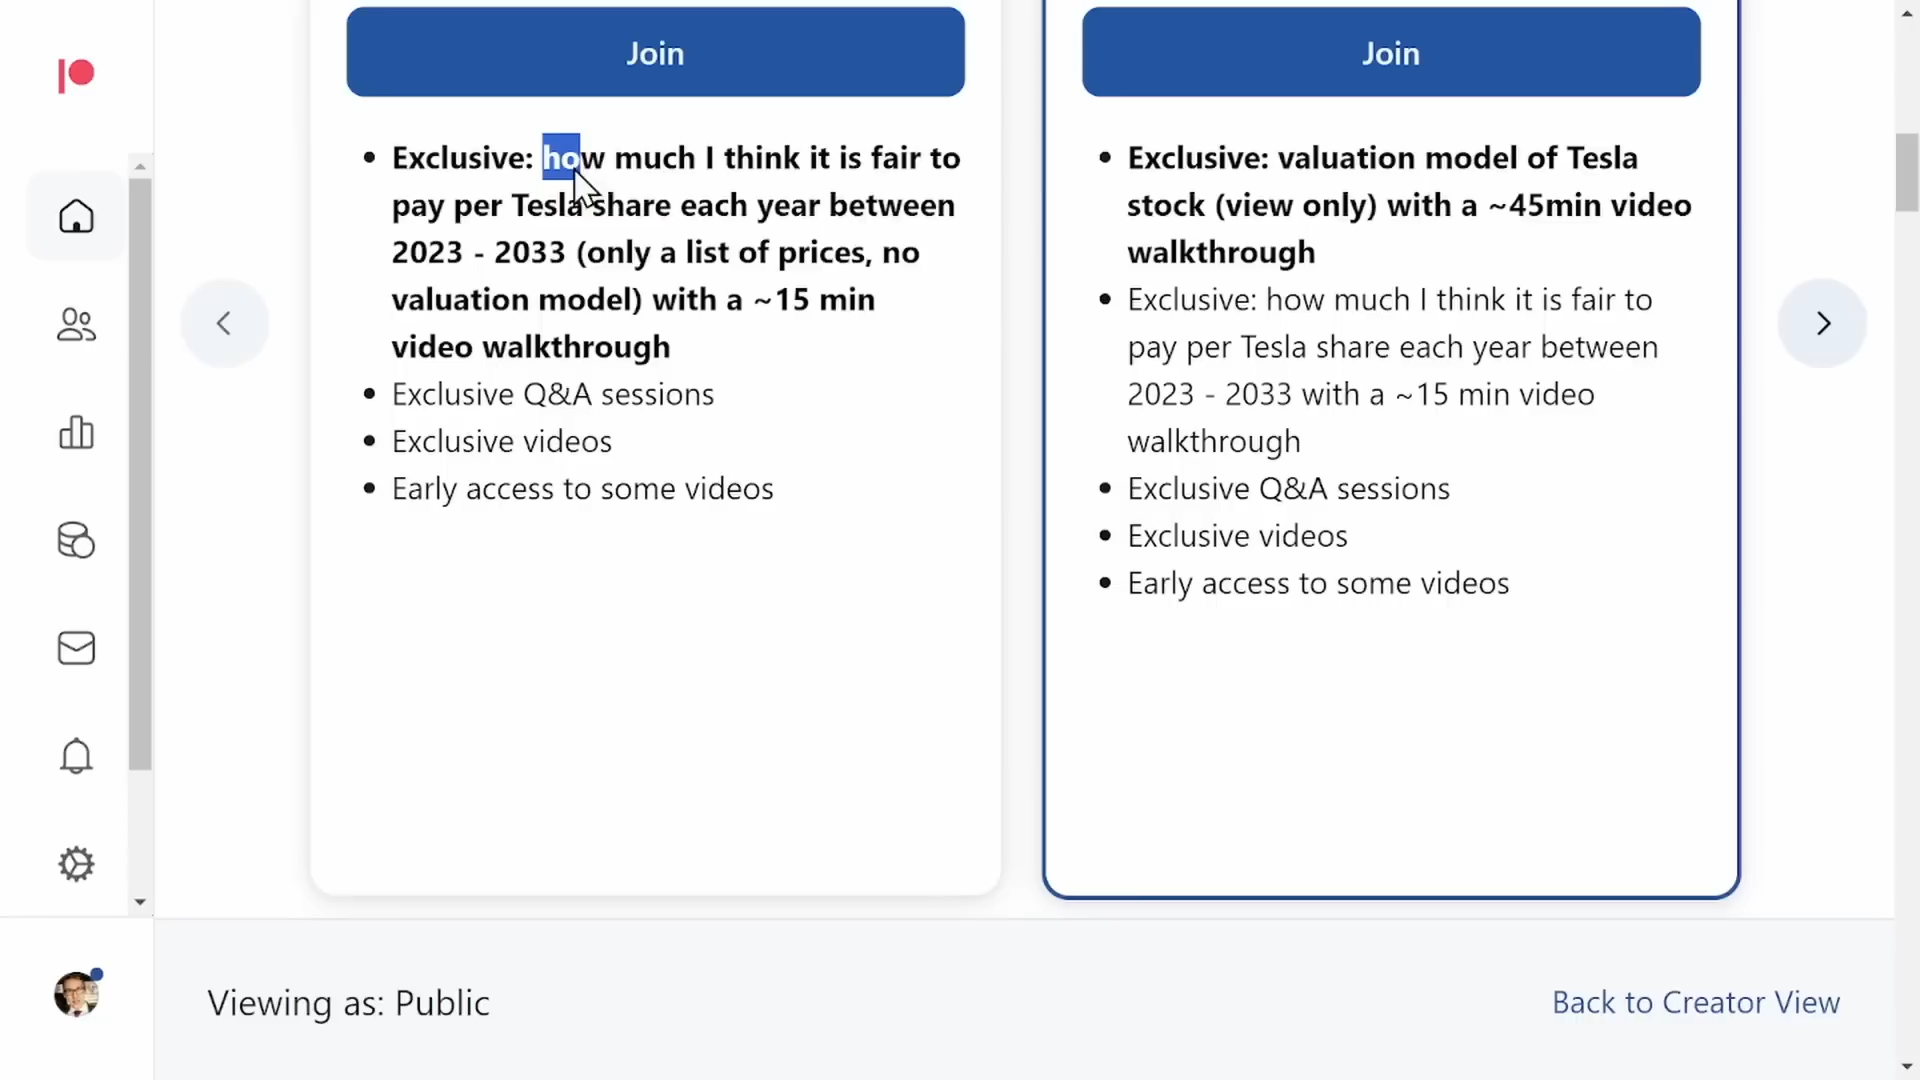 Join
Exclusive: how much I think it is fair to
pay per Tesla share each year between
2023 - 2033 (only a list of prices, no
valuation model) with a ~15 min
video walkthrough
Exclusive Q&A sessions
Exclusive videos
Early access to some videos
Join
Exclusive: valuation model of Tesla
stock (view only) with a ~45min video
walkthrough
Exclusive: how much I think it is fair to
pay per Tesla share each year between
2023 - 2033 with a ~15 min video
walkthrough
Exclusive Q&A sessions
Exclusive videos
Early access to some videos
Viewing as: Public
Back to Creator View